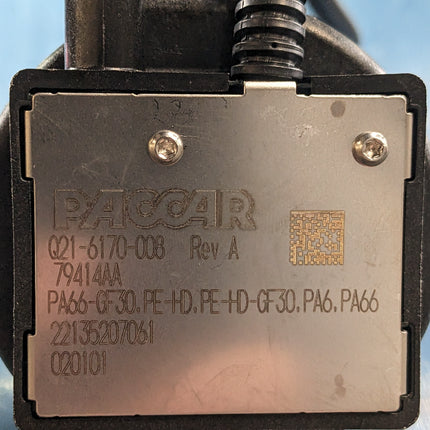 PACCAR
Q21-6170-008 Rev A
79414AA
PA66-GF30,PE-HD,PE-HD-GF30,PA6,PA66
22135207061
020101